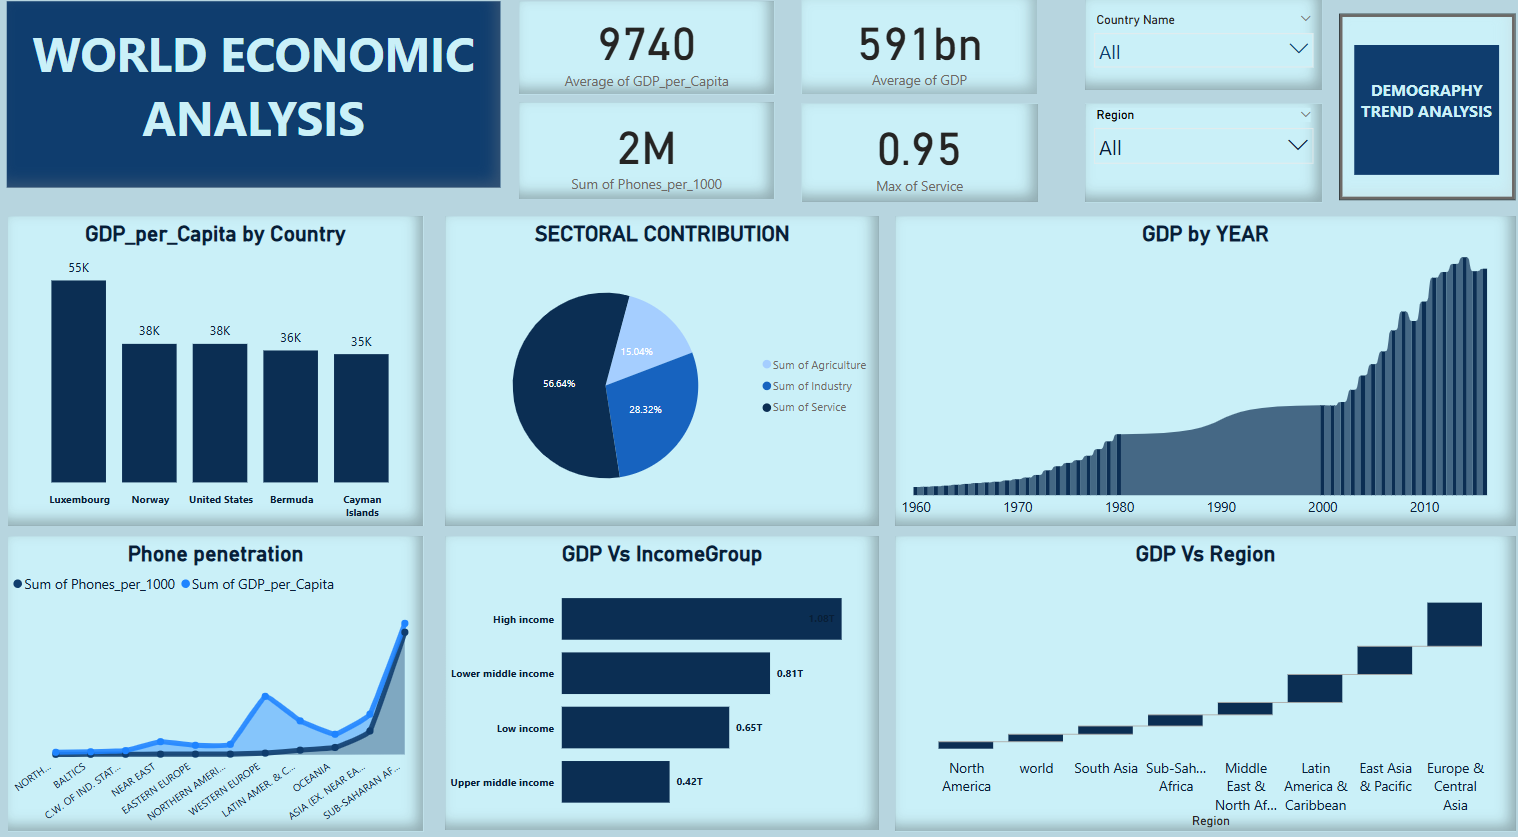 WORLD ECONOMIC
ANALYSIS
9740
Average of GDP_per_Capita
591bn
Average of GDP
2M
Sum of Phones_per_1000
0.95
Max of Service
Country Name
All
Region
All
DEMOGRAPHY
TREND ANALYSIS
GDP_per_Capita by Country
55K
38K
38K
36K
35K
Luxembourg
Norway
United States
Bermuda
Cayman
Islands
SECTORAL CONTRIBUTION
15.04%
56.64%
28.32%
Sum of Agriculture
Sum of Industry
Sum of Service
GDP by YEAR
1960
1970
1980
1990
2000
2010
Phone penetration
Sum of Phones_per_1000
Sum of GDP_per_Capita
NORTH...
BALTICS
C.W. OF IND. STAT...
NEAR EAST
EASTERN EUROPE
NORTHERN AMERI...
WESTERN EUROPE
LATIN AMER. & C...
OCEANIA
ASIA (EX. NEAR EA...
SUB-SAHARAN AF...
GDP Vs IncomeGroup
High income
1.08T
Lower middle income
0.81T
Low income
0.65T
Upper middle income
0.42T
GDP Vs Region
North
America
world
South Asia
Sub-Sah...
Africa
Middle
East &
North Af...
Latin
America &
Caribbean
East Asia
& Pacific
Europe &
Central
Asia
Region